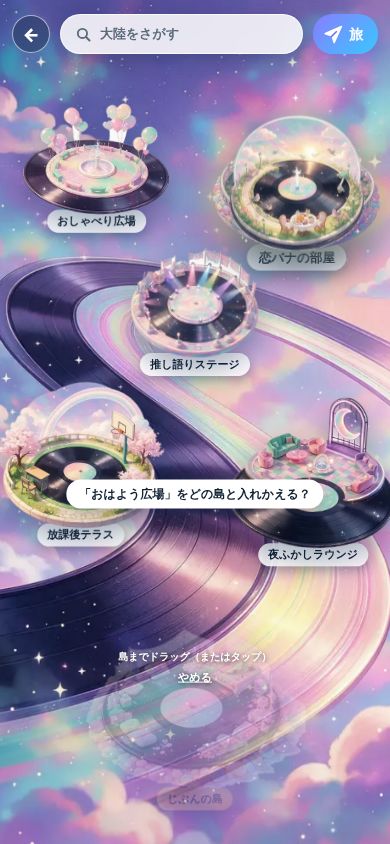 大陸をさがす
旅
おしゃべり広場
恋バナの部屋
推し語りステージ
「おはよう広場」をどの島と入れかえる？
放課後テラス
夜ふかしラウンジ
島までドラッグ（またはタップ）
やめる
じぶんの島